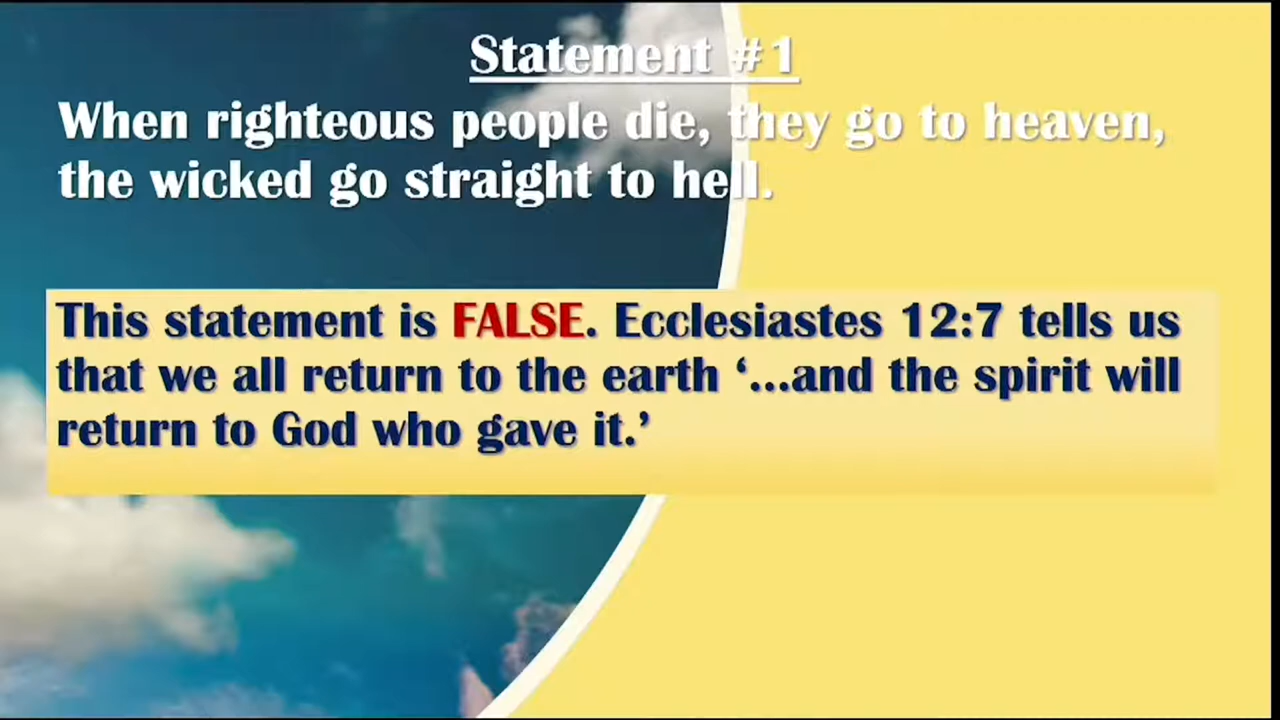 Statement #1
When righteous people die, they go to heaven,
the wicked go straight to hell.
This statement is FALSE. Ecclesiastes 12:7 tells us
that we all return to the earth ‘...and the spirit will
return to God who gave it.’